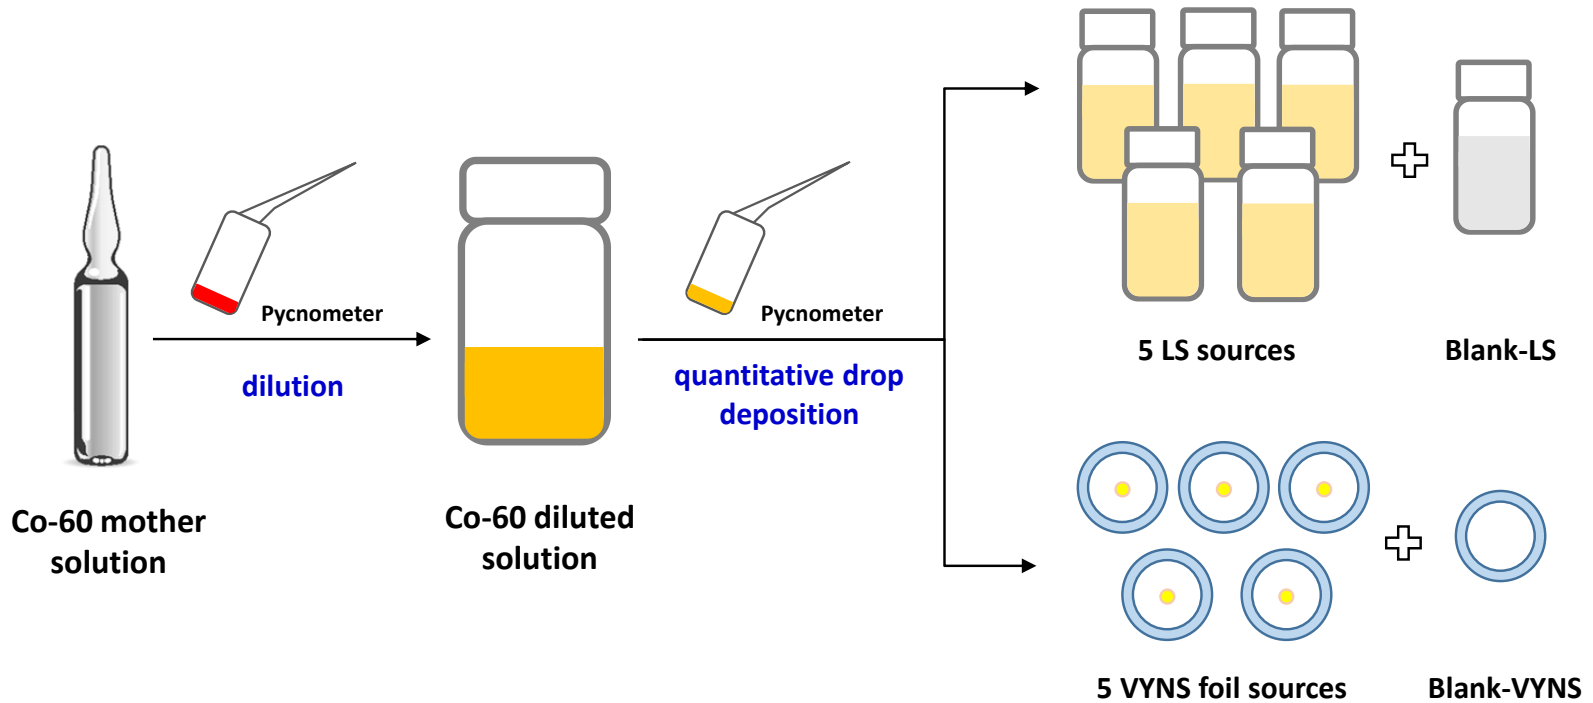 Pycnometer
dilution
Co-60 mother
solution
Co-60 diluted
solution
Pycnometer
quantitative drop
deposition
5 LS sources
Blank-LS
5 VYNS foil sources
Blank-VYNS